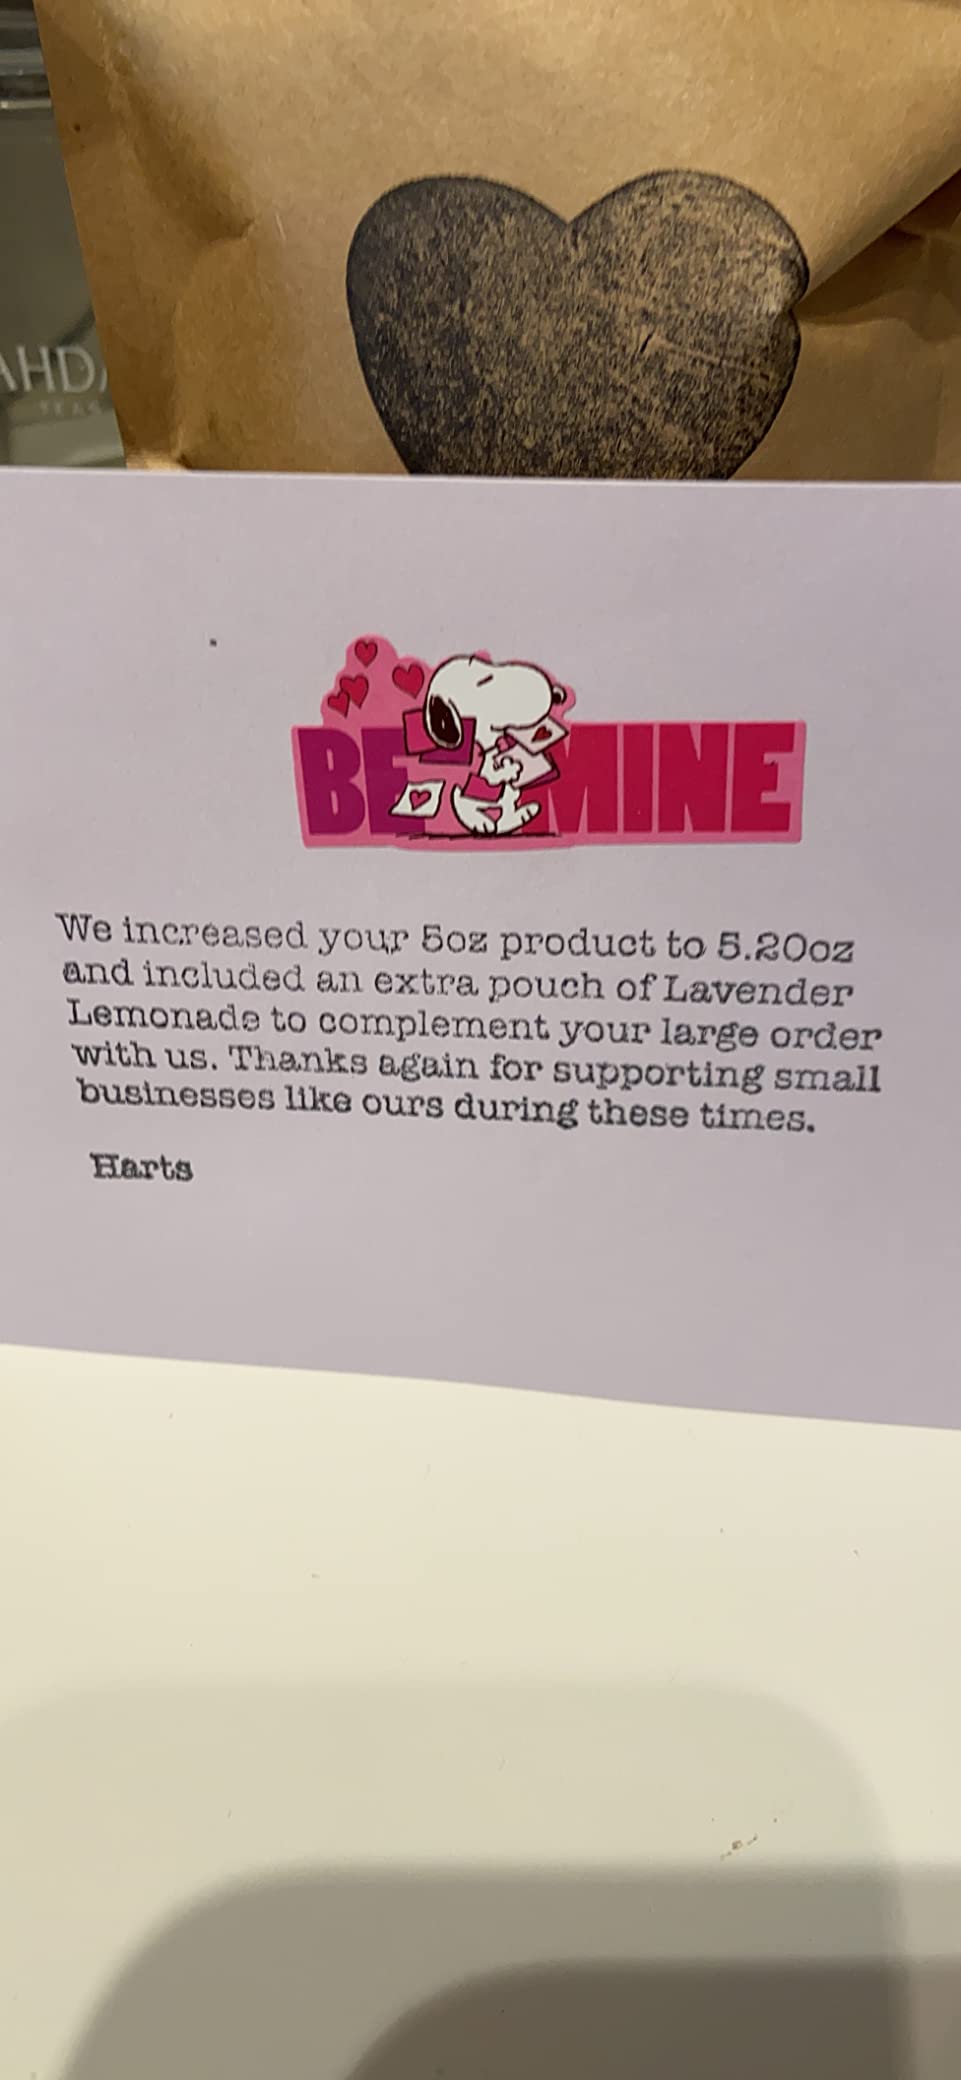 TEAS
BE MINE
We increased your 5oz product to 5.20oz
and included an extra pouch of Lavender
Lemonade to complement your large order
with us. Thanks again for supporting small
businesses like ours during these times.
Harts